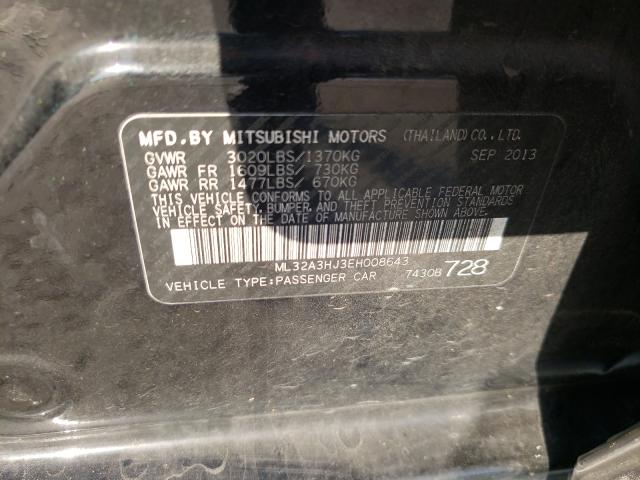 MFD.BY MITSUBISHI MOTORS (THAILAND)CO.,LTD.
GVWR 3020LBS/1370KG SEP 2013
GAWR FR 1609LBS/ 730KG
GAWR RR 1477LBS/ 670KG
THIS VEHICLE CONFORMS TO ALL APPLICABLE FEDERAL MOTOR
VEHICLE SAFETY,BUMPER,AND THEFT PREVENTION STANDARDS
IN EFFECT ON THE DATE OF MANUFACTURE SHOWN ABOVE.
ML32A3HJ3EH008643
VEHICLE TYPE:PASSENGER CAR 74308 728